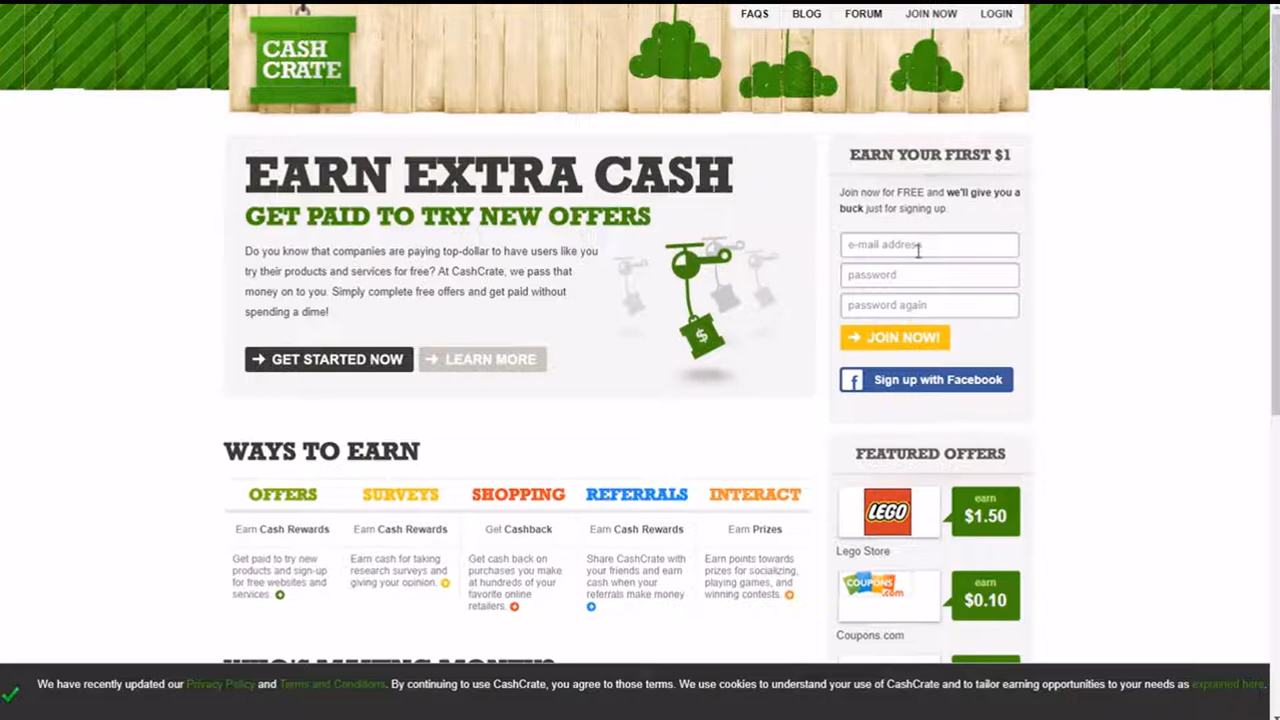 CASH
CRATE
FAQS
BLOG
FORUM
JOIN NOW
LOGIN
EARN EXTRA CASH
GET PAID TO TRY NEW OFFERS
Do you know that companies are paying top-dollar to have users like you
try their products and services for free? At CashCrate, we pass that
money on to you. Simply complete free offers and get paid without
spending a dime!
GET STARTED NOW
LEARN MORE
$
EARN YOUR FIRST $1
Join now for FREE and we'll give you a
buck just for signing up.
e-mail address
password
password again
JOIN NOW!
f
Sign up with Facebook
WAYS TO EARN
OFFERS
Earn Cash Rewards
Get paid to try new
products and sign-up
for free websites and
services.
SURVEYS
Earn Cash Rewards
Earn cash for taking
research surveys and
giving your opinion.
SHOPPING
Get Cashback
Get cash back on
purchases you make
at hundreds of your
favorite online
retailers.
REFERRALS
Earn Cash Rewards
Share CashCrate with
your friends and earn
cash when your
referrals make money
INTERACT
Earn Prizes
Earn points towards
prizes for socializing,
playing games, and
winning contests.
FEATURED OFFERS
LEGO
earn
$1.50
Lego Store
COUPONS
.com
earn
$0.10
Coupons.com
WHO'S MAKING MONEY?
We have recently updated our Privacy Policy and Terms and Conditions. By continuing to use CashCrate, you agree to those terms. We use cookies to understand your use of CashCrate and to tailor earning opportunities to your needs as explained here.